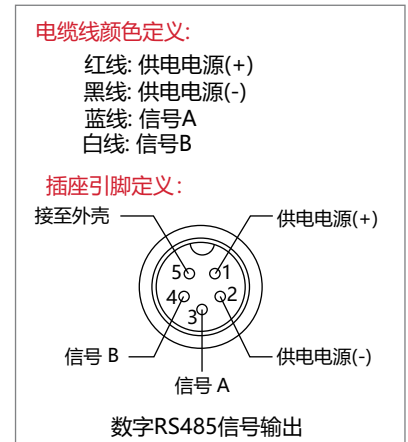 电缆线颜色定义:
红线: 供电电源(+)
黑线: 供电电源(-)
蓝线: 信号A
白线: 信号B
插座引脚定义:
接至外壳
供电电源(+)
5
1
4
2
3
信号 B
供电电源(-)
信号 A
数字RS485信号输出